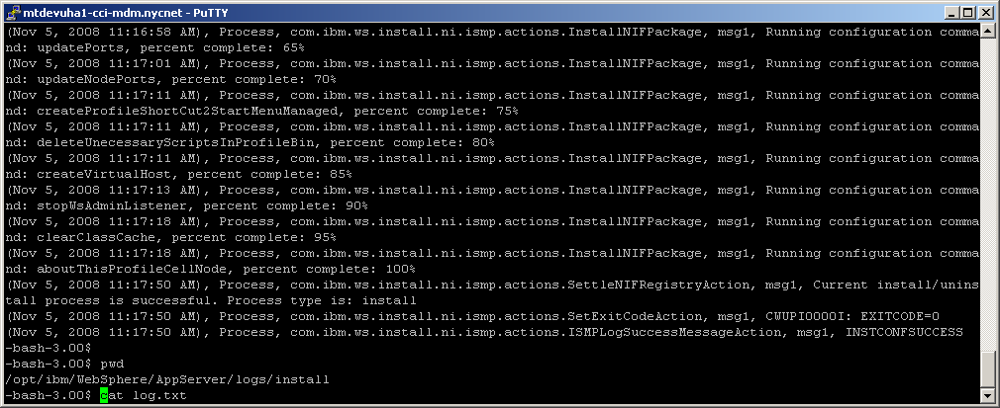 mtdevuha1-cci-mdm.nycnet - PuTTY
(Nov 5, 2008 11:16:58 AM), Process, com.ibm.ws.install.ni.ismp.actions.InstallNIFPackage, msg1, Running configuration comma
nd: updatePorts, percent complete: 65%
(Nov 5, 2008 11:17:01 AM), Process, com.ibm.ws.install.ni.ismp.actions.InstallNIFPackage, msg1, Running configuration comma
nd: updateNodePorts, percent complete: 70%
(Nov 5, 2008 11:17:11 AM), Process, com.ibm.ws.install.ni.ismp.actions.InstallNIFPackage, msg1, Running configuration comma
nd: createProfileShortCut2StartMenuManaged, percent complete: 75%
(Nov 5, 2008 11:17:11 AM), Process, com.ibm.ws.install.ni.ismp.actions.InstallNIFPackage, msg1, Running configuration comma
nd: deleteUnecessaryScriptsInProfileBin, percent complete: 80%
(Nov 5, 2008 11:17:11 AM), Process, com.ibm.ws.install.ni.ismp.actions.InstallNIFPackage, msg1, Running configuration comma
nd: createVirtualHost, percent complete: 85%
(Nov 5, 2008 11:17:13 AM), Process, com.ibm.ws.install.ni.ismp.actions.InstallNIFPackage, msg1, Running configuration comma
nd: stopWsAdminListener, percent complete: 90%
(Nov 5, 2008 11:17:18 AM), Process, com.ibm.ws.install.ni.ismp.actions.InstallNIFPackage, msg1, Running configuration comma
nd: clearClassCache, percent complete: 95%
(Nov 5, 2008 11:17:18 AM), Process, com.ibm.ws.install.ni.ismp.actions.InstallNIFPackage, msg1, Running configuration comma
nd: aboutThisProfileCellNode, percent complete: 100%
(Nov 5, 2008 11:17:50 AM), Process, com.ibm.ws.install.ni.ismp.actions.SettleNIFRegistryAction, msg1, Current install/unins
tall process is successful. Process type is: install
(Nov 5, 2008 11:17:50 AM), Process, com.ibm.ws.install.ni.ismp.actions.SetExitCodeAction, msg1, CWUPI0000I: EXITCODE=0
(Nov 5, 2008 11:17:50 AM), Process, com.ibm.ws.install.ni.ismp.actions.ISMPLogSuccessMessageAction, msg1, INSTCONFSUCCESS
-bash-3.00$
-bash-3.00$ pwd
/opt/ibm/WebSphere/AppServer/logs/install
-bash-3.00$ cat log.txt